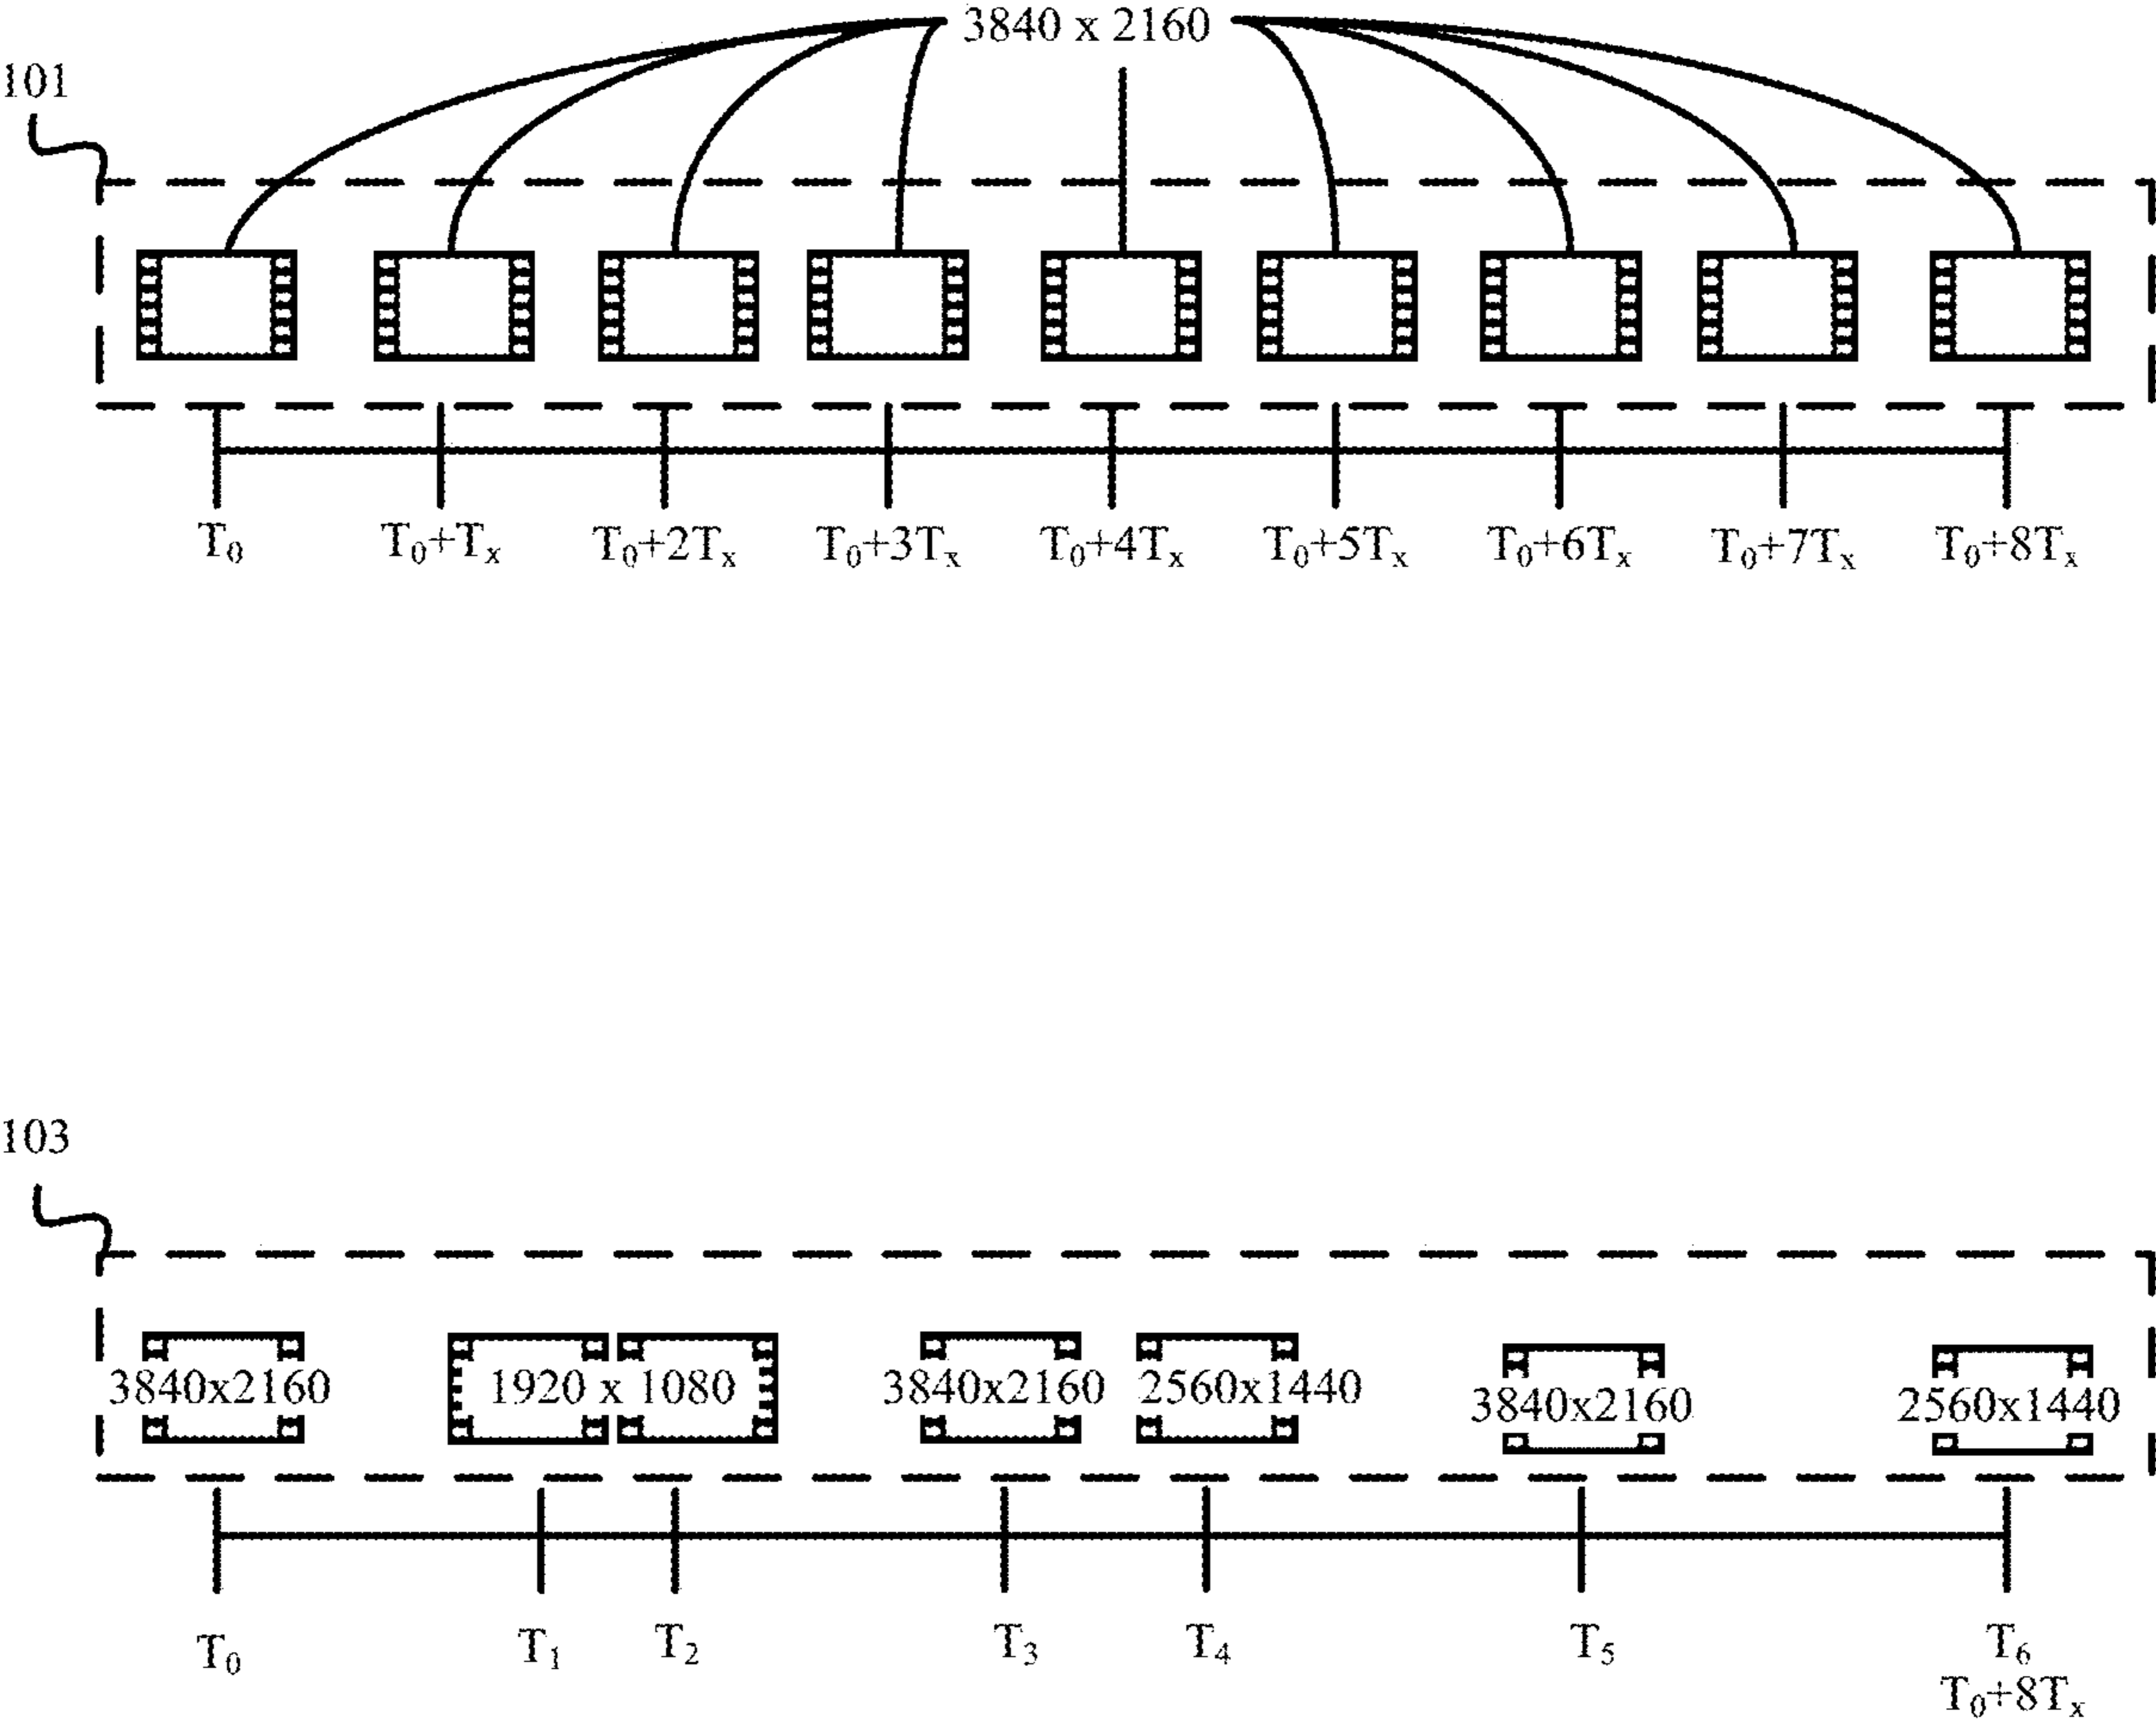 3840 x 2160
101
T₀ T₀+Tₓ T₀+2Tₓ T₀+3Tₓ T₀+4Tₓ T₀+5Tₓ T₀+6Tₓ T₀+7Tₓ T₀+8Tₓ
103
3840x2160 1920 x 1080 3840x2160 2560x1440 3840x2160 2560x1440
T₀ T₁ T₂ T₃ T₄ T₅ T₆
T₀+8Tₓ